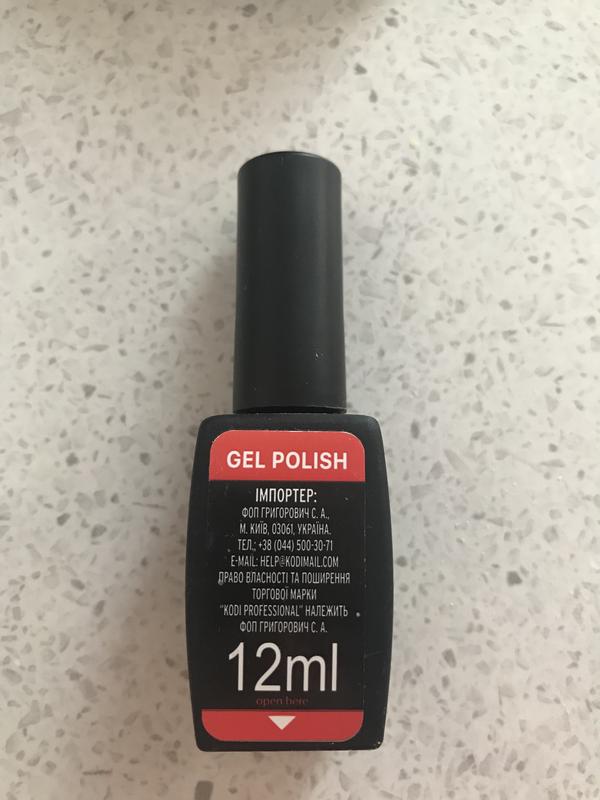 GEL POLISH
ІМПОРТЕР:
ФОП ГРИГОРОВИЧ С. А.,
М. КИЇВ, 03061, УКРАЇНА.
ТЕЛ.: +38 (044) 500-30-71
E-MAIL: HELP@KODIMAIL.COM
ПРАВО ВЛАСНОСТІ ТА ПОШИРЕННЯ
ТОРГОВОЇ МАРКИ
"KODI PROFESSIONAL" НАЛЕЖИТЬ
ФОП ГРИГОРОВИЧ С. А.
12ml
open here